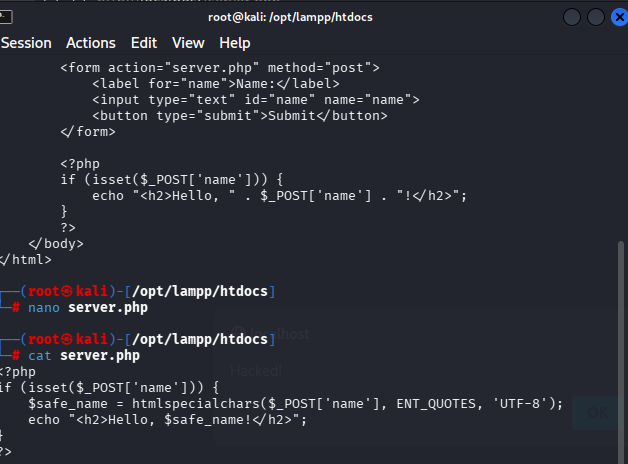 root@kali: /opt/lampp/htdocs
Session Actions Edit View Help
        <form action="server.php" method="post">
            <label for="name">Name:</label>
            <input type="text" id="name" name="name">
            <button type="submit">Submit</button>
        </form>
        <?php
        if (isset($_POST['name'])) {
            echo "<h2>Hello, " . $_POST['name'] . "!</h2>";
        }
        ?>
    </body>
</html>
┌──(root㉿kali)-[/opt/lampp/htdocs]
└─# nano server.php
localhost
┌──(root㉿kali)-[/opt/lampp/htdocs]
└─# cat server.php
<?php
Hacked!
if (isset($_POST['name'])) {
    $safe_name = htmlspecialchars($_POST['name'], ENT_QUOTES, 'UTF-8');
    echo "<h2>Hello, $safe_name!</h2>";
OK
}
?>